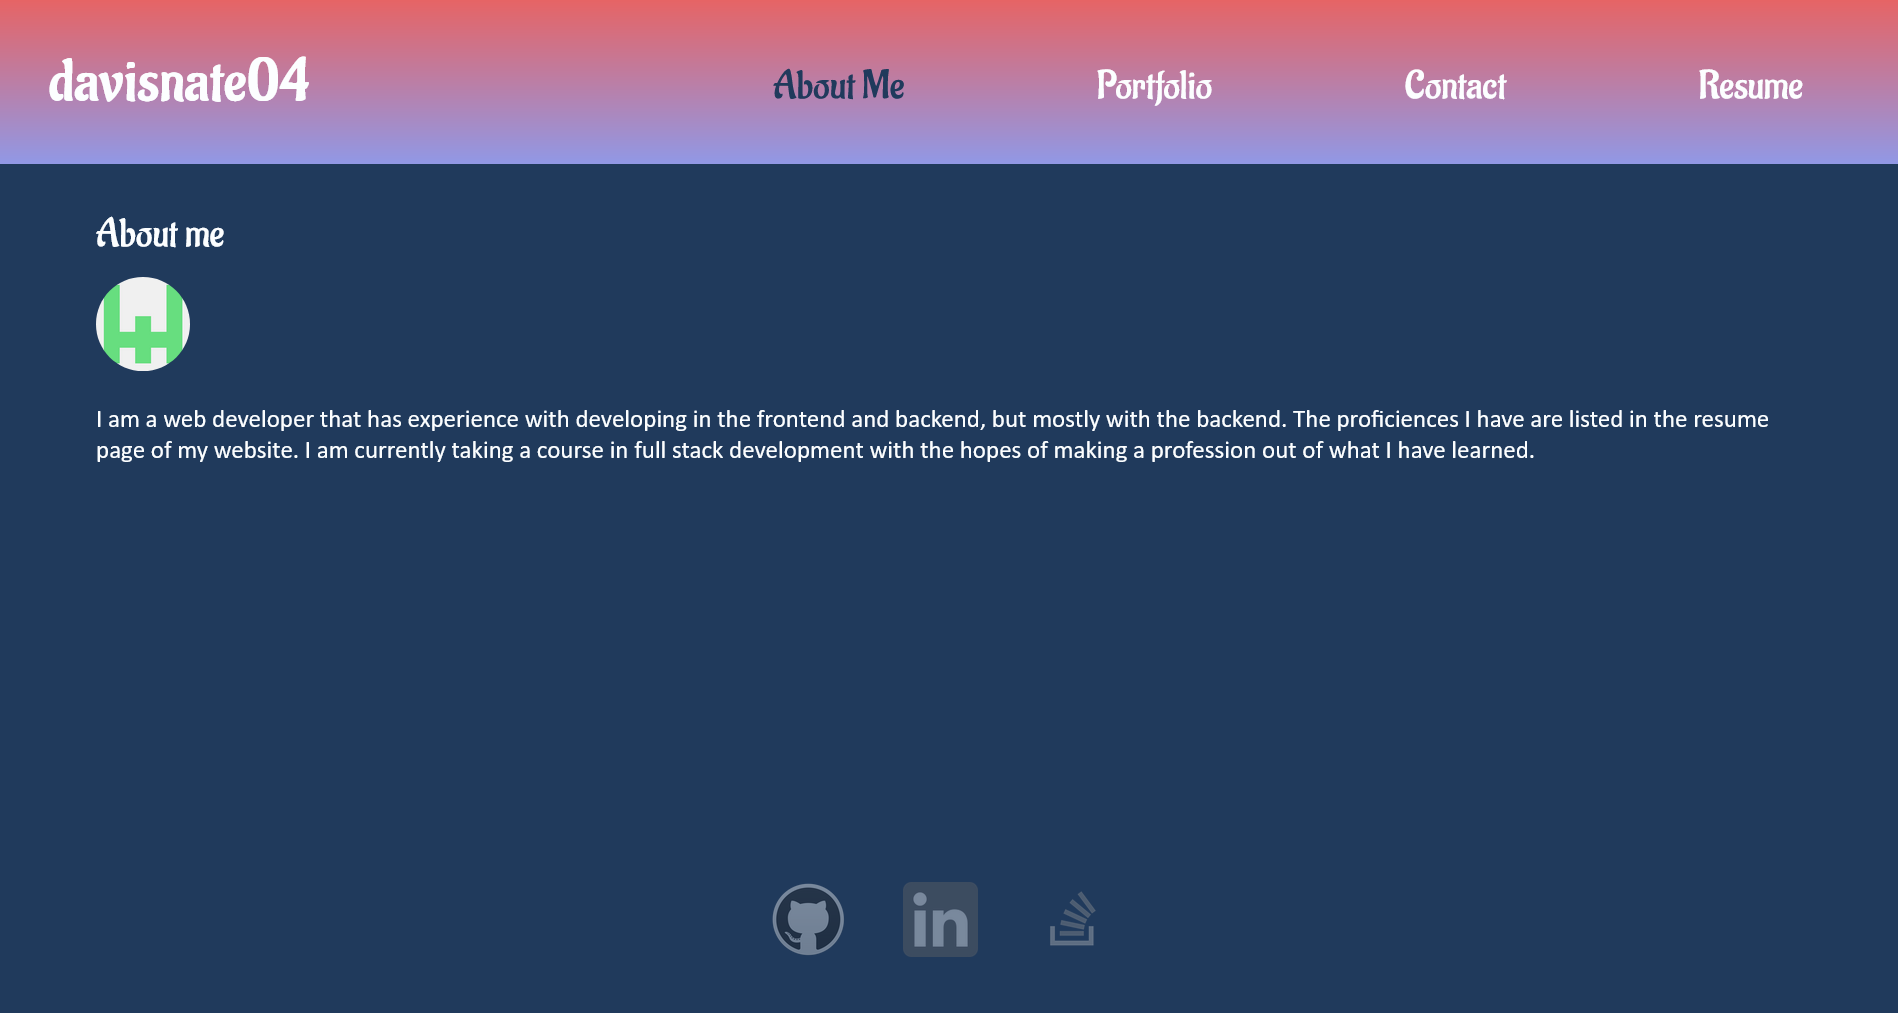 davisnate04
About Me
Portfolio
Contact
Resume
About me
I am a web developer that has experience with developing in the frontend and backend, but mostly with the backend. The proficiences I have are listed in the resume
page of my website. I am currently taking a course in full stack development with the hopes of making a profession out of what I have learned.
in